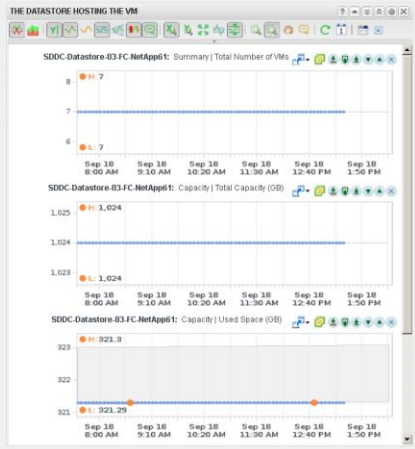 THE DATASTORE HOSTING THE VM
SDDC-Datastore-03-FC-NetApp61: Summary | Total Number of VMs
H: 7
8
7
6
L: 7
Sep 18 Sep 18 Sep 18 Sep 18 Sep 18 Sep 18
8:00 AM 9:10 AM 10:20 AM 11:30 AM 12:40 PM 1:50 PM
SDDC-Datastore-03-FC-NetApp61: Capacity | Total Capacity (GB)
H: 1,024
1,025
1,024
1,023
L: 1,024
Sep 18 Sep 18 Sep 18 Sep 18 Sep 18 Sep 18
8:00 AM 9:10 AM 10:20 AM 11:30 AM 12:40 PM 1:50 PM
SDDC-Datastore-03-FC-NetApp61: Capacity | Used Space (GB)
H: 321.3
323
322
321
L: 321.29
Sep 18 Sep 18 Sep 18 Sep 18 Sep 18 Sep 18
8:00 AM 9:10 AM 10:20 AM 11:30 AM 12:40 PM 1:50 PM